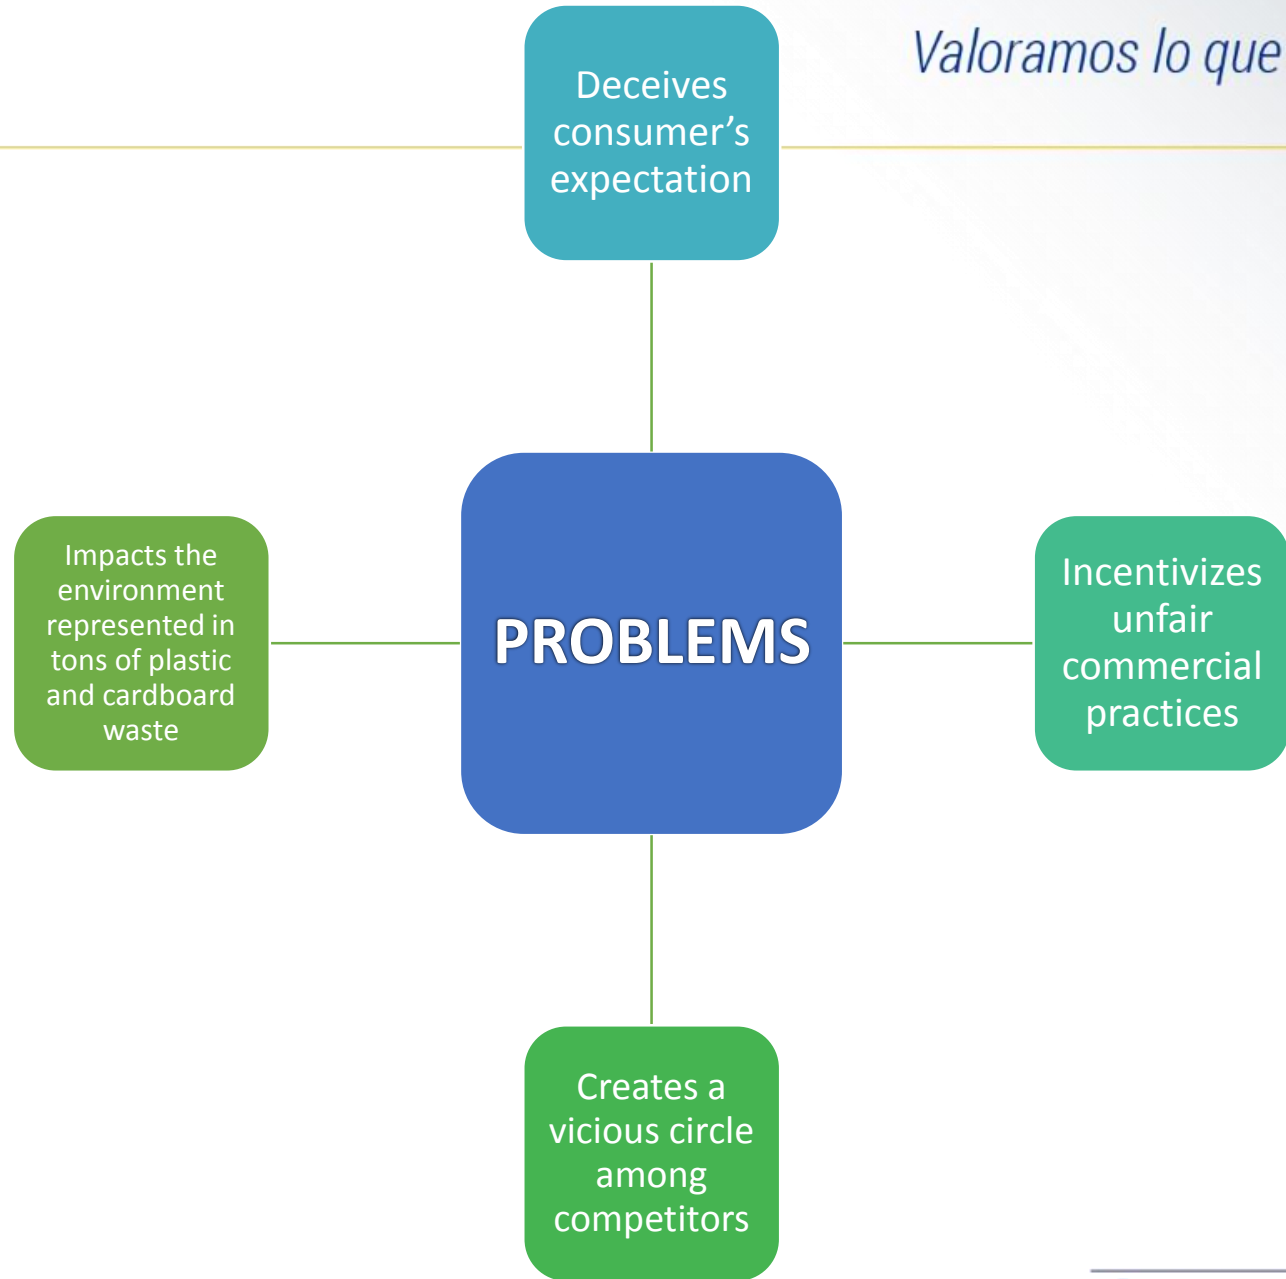 Valoramos lo que
Deceives
consumer’s
expectation
Impacts the
environment
represented in
tons of plastic
and cardboard
waste
PROBLEMS
Incentivizes
unfair
commercial
practices
Creates a
vicious circle
among
competitors